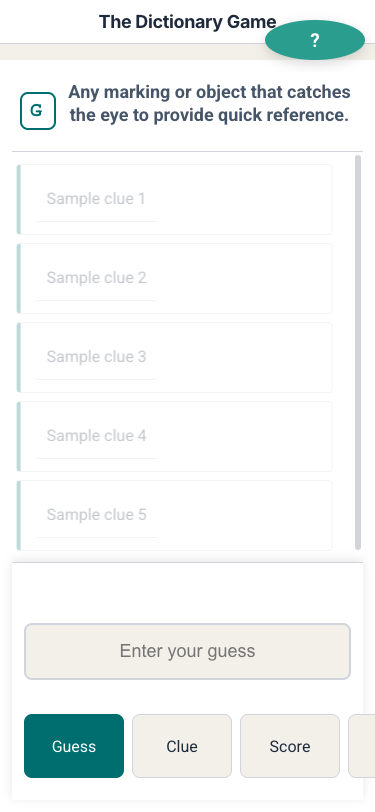 The Dictionary Game
?
G
Any marking or object that catches
the eye to provide quick reference.
Sample clue 1
Sample clue 2
Sample clue 3
Sample clue 4
Sample clue 5
Enter your guess
Guess
Clue
Score